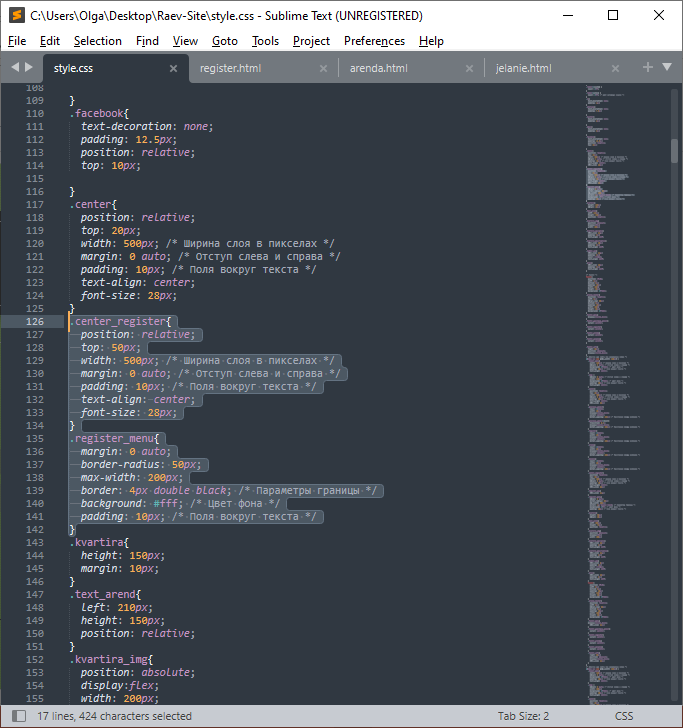 C:\Users\Olga\Desktop\Raev-Site\style.css - Sublime Text (UNREGISTERED)
File Edit Selection Find View Goto Tools Project Preferences Help
style.css register.html arenda.html jelanie.html
108
109 }
110 .facebook{
111 text-decoration: none;
112 padding: 12.5px;
113 position: relative;
114 top: 10px;
115
116 }
117 .center{
118 position: relative;
119 top: 20px;
120 width: 500px; /* Ширина слоя в пикселах */
121 margin: 0 auto; /* Отступ слева и справа */
122 padding: 10px; /* Поля вокруг текста */
123 text-align: center;
124 font-size: 28px;
125 }
126 .center_register{
127 position: relative;
128 top: 50px;
129 width: 500px; /* Ширина слоя в пикселах */
130 margin: 0 auto; /* Отступ слева и справа */
131 padding: 10px; /* Поля вокруг текста */
132 text-align: center;
133 font-size: 28px;
134 }
135 .register_menu{
136 margin: 0 auto;
137 border-radius: 50px;
138 max-width: 200px;
139 border: 4px double black; /* Параметры границы */
140 background: #fff; /* Цвет фона */
141 padding: 10px; /* Поля вокруг текста */
142 }
143 .kvartira{
144 height: 150px;
145 margin: 10px;
146 }
147 .text_arend{
148 left: 210px;
149 height: 150px;
150 position: relative;
151 }
152 .kvartira_img{
153 position: absolute;
154 display:flex;
155 width: 200px;
17 lines, 424 characters selected Tab Size: 2 CSS